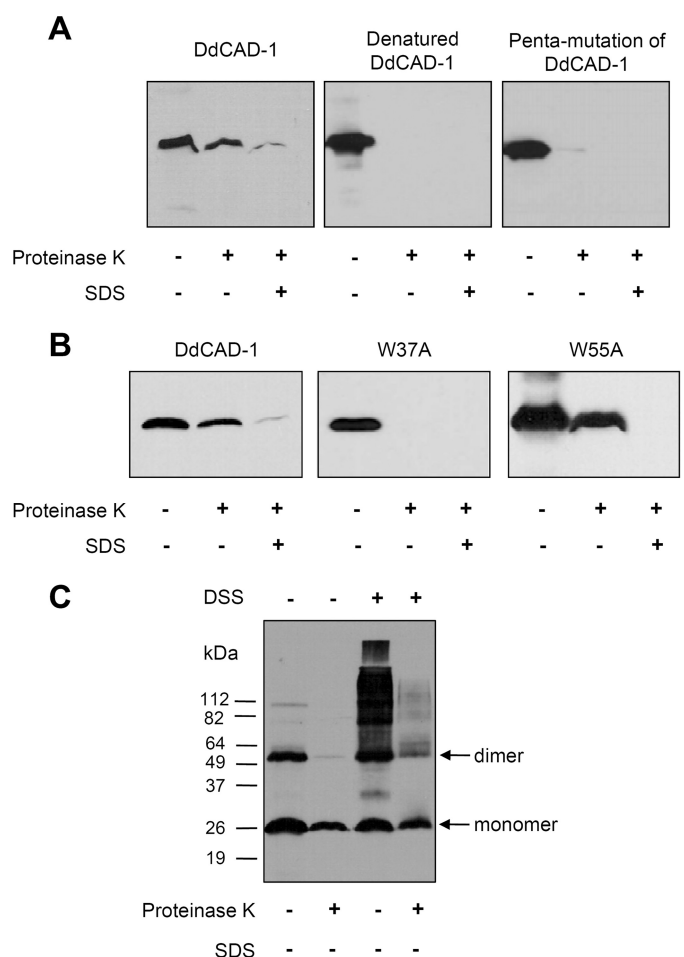 A
DdCAD-1
Denatured
DdCAD-1
Penta-mutation of
DdCAD-1
Proteinase K - + + - + + - + +
SDS - - + - - + - - +
B
DdCAD-1 W37A W55A
Proteinase K - + + - + + - + +
SDS - - + - - + - - +
C
DSS - - + +
kDa
112
82
64
49
37
26
19
dimer
monomer
Proteinase K - + - +
SDS - - - -